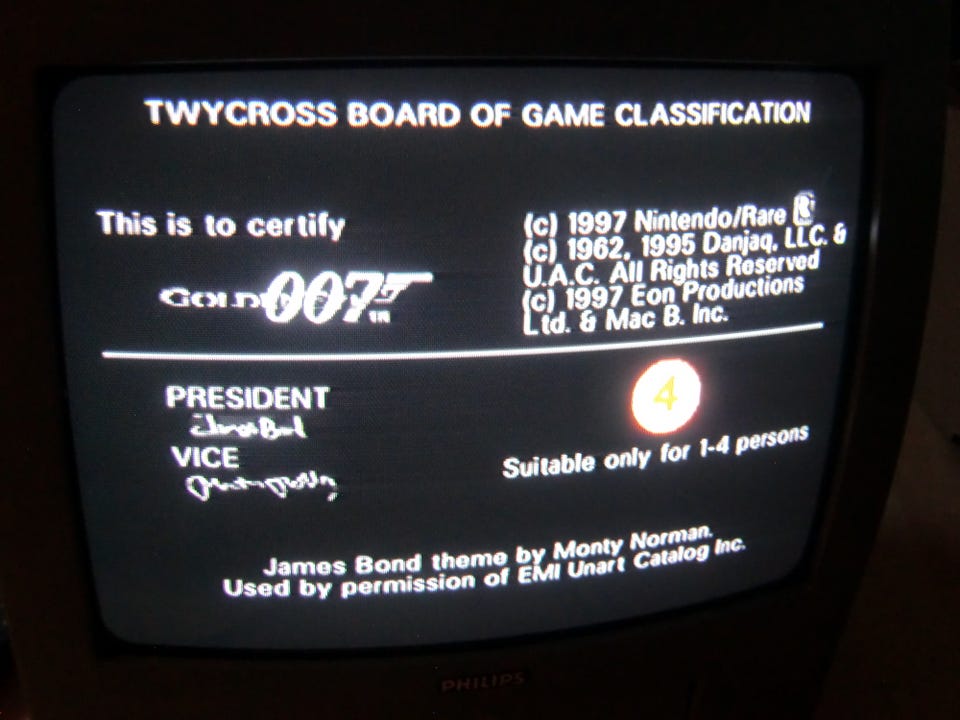 TWYCROSS BOARD OF GAME CLASSIFICATION
This is to certify
GOLD 007
TM
(c) 1997 Nintendo/Rare R
(c) 1962, 1995 Danjaq, LLC. &
U.A.C. All Rights Reserved
(c) 1997 Eon Productions
Ltd. & Mac B. Inc.
PRESIDENT
VICE
4
Suitable only for 1-4 persons
James Bond theme by Monty Norman.
Used by permission of EMI Unart Catalog Inc.
PHILIPS